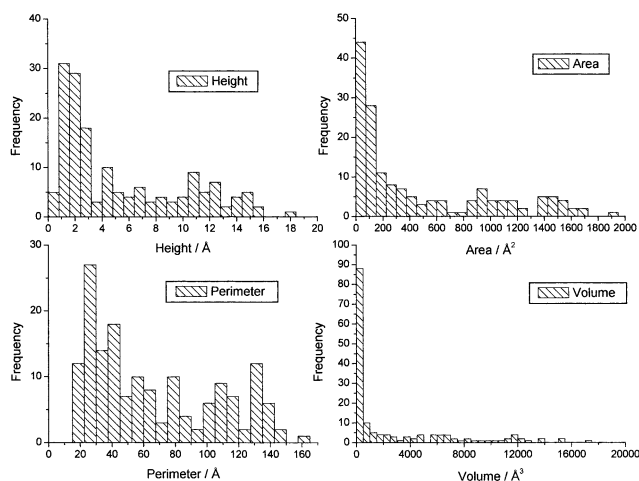 40
30
20
10
0
Frequency
Height
0 2 4 6 8 10 12 14 16 18 20
Height / Å
50
40
30
20
10
0
Frequency
Area
0 200 400 600 800 1000 1200 1400 1600 1800 2000
Area / Å²
30
20
10
0
Frequency
Perimeter
0 20 40 60 80 100 120 140 160
Perimeter / Å
100
90
80
70
60
50
40
30
20
10
0
Frequency
Volume
0 4000 8000 12000 16000 20000
Volume / Å³